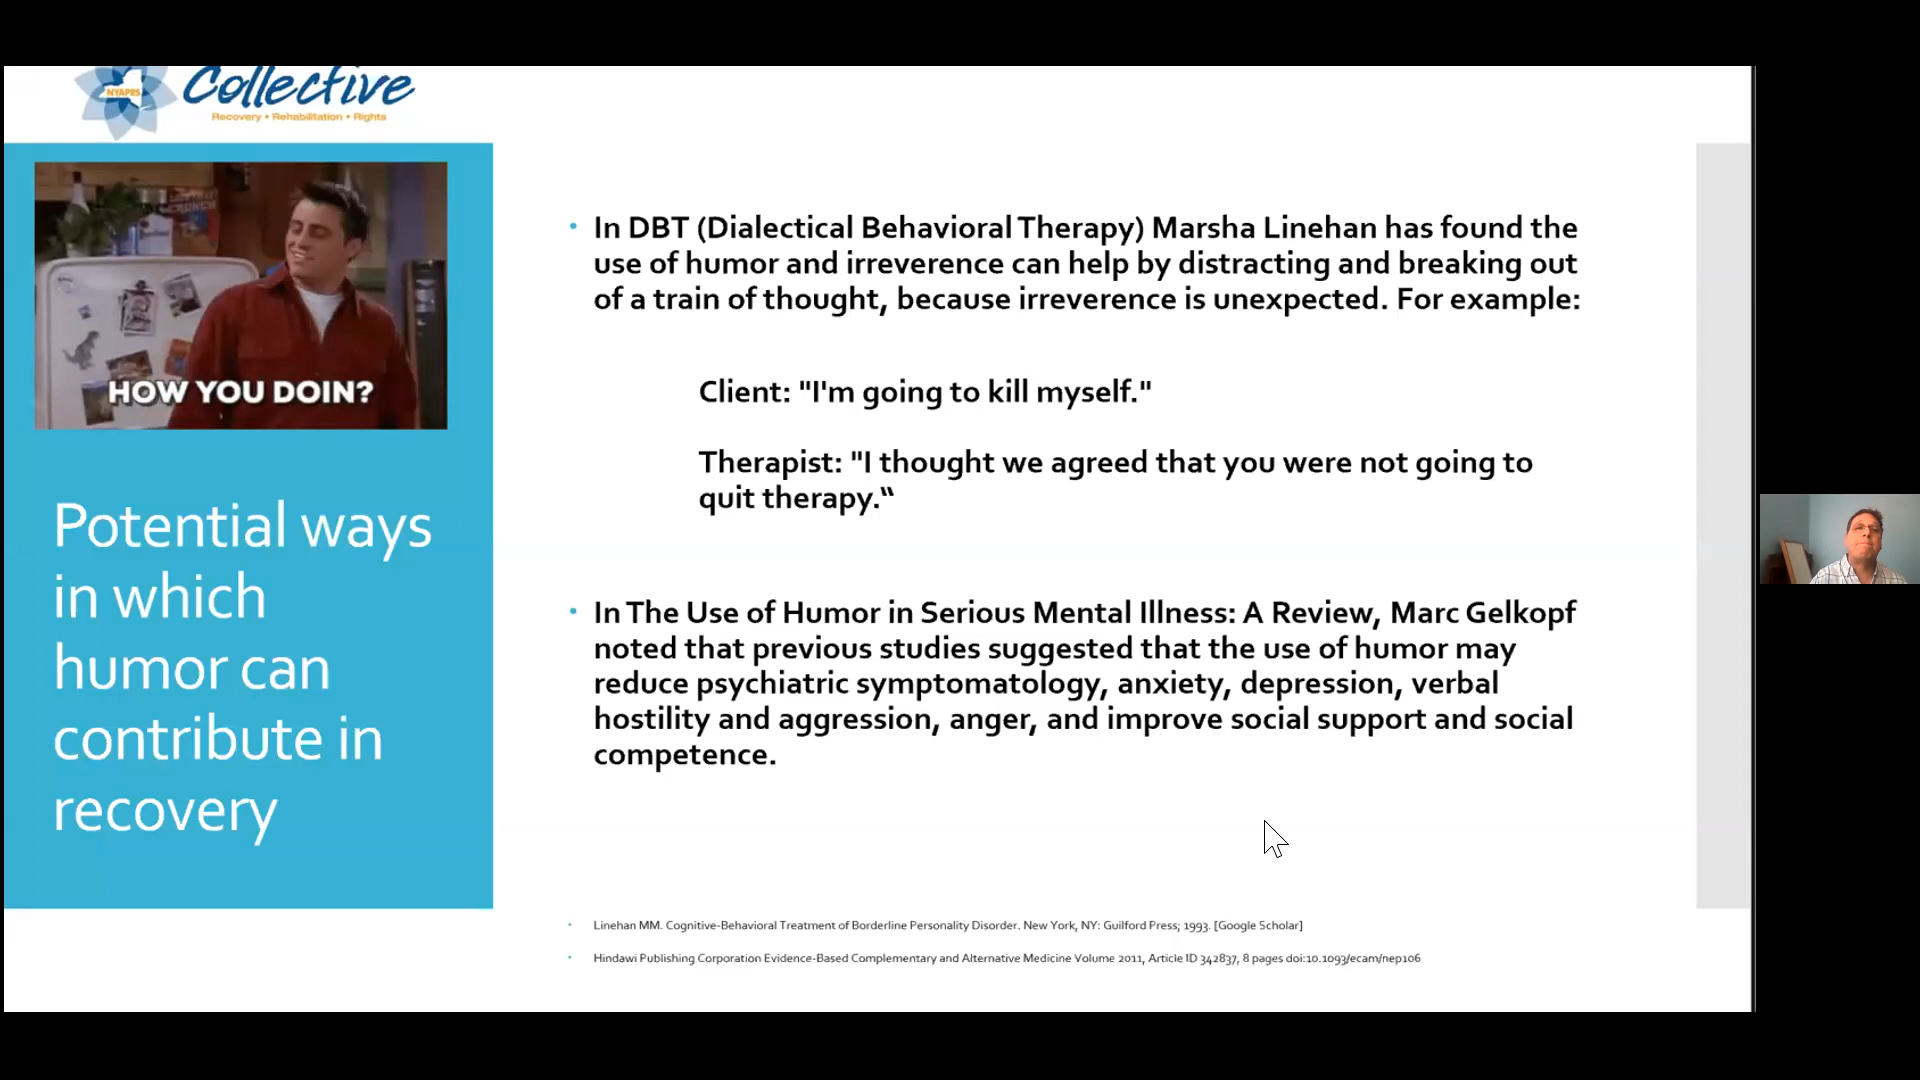 NYAPRS
Collective
Recovery • Rehabilitation • Rights
HOW YOU DOIN?
Potential ways
in which
humor can
contribute in
recovery
• In DBT (Dialectical Behavioral Therapy) Marsha Linehan has found the
use of humor and irreverence can help by distracting and breaking out
of a train of thought, because irreverence is unexpected. For example:
Client: "I'm going to kill myself."
Therapist: "I thought we agreed that you were not going to
quit therapy.“
• In The Use of Humor in Serious Mental Illness: A Review, Marc Gelkopf
noted that previous studies suggested that the use of humor may
reduce psychiatric symptomatology, anxiety, depression, verbal
hostility and aggression, anger, and improve social support and social
competence.
• Linehan MM. Cognitive-Behavioral Treatment of Borderline Personality Disorder. New York, NY: Guilford Press; 1993. [Google Scholar]
• Hindawi Publishing Corporation Evidence-Based Complementary and Alternative Medicine Volume 2011, Article ID 342837, 8 pages doi:10.1093/ecam/nep106